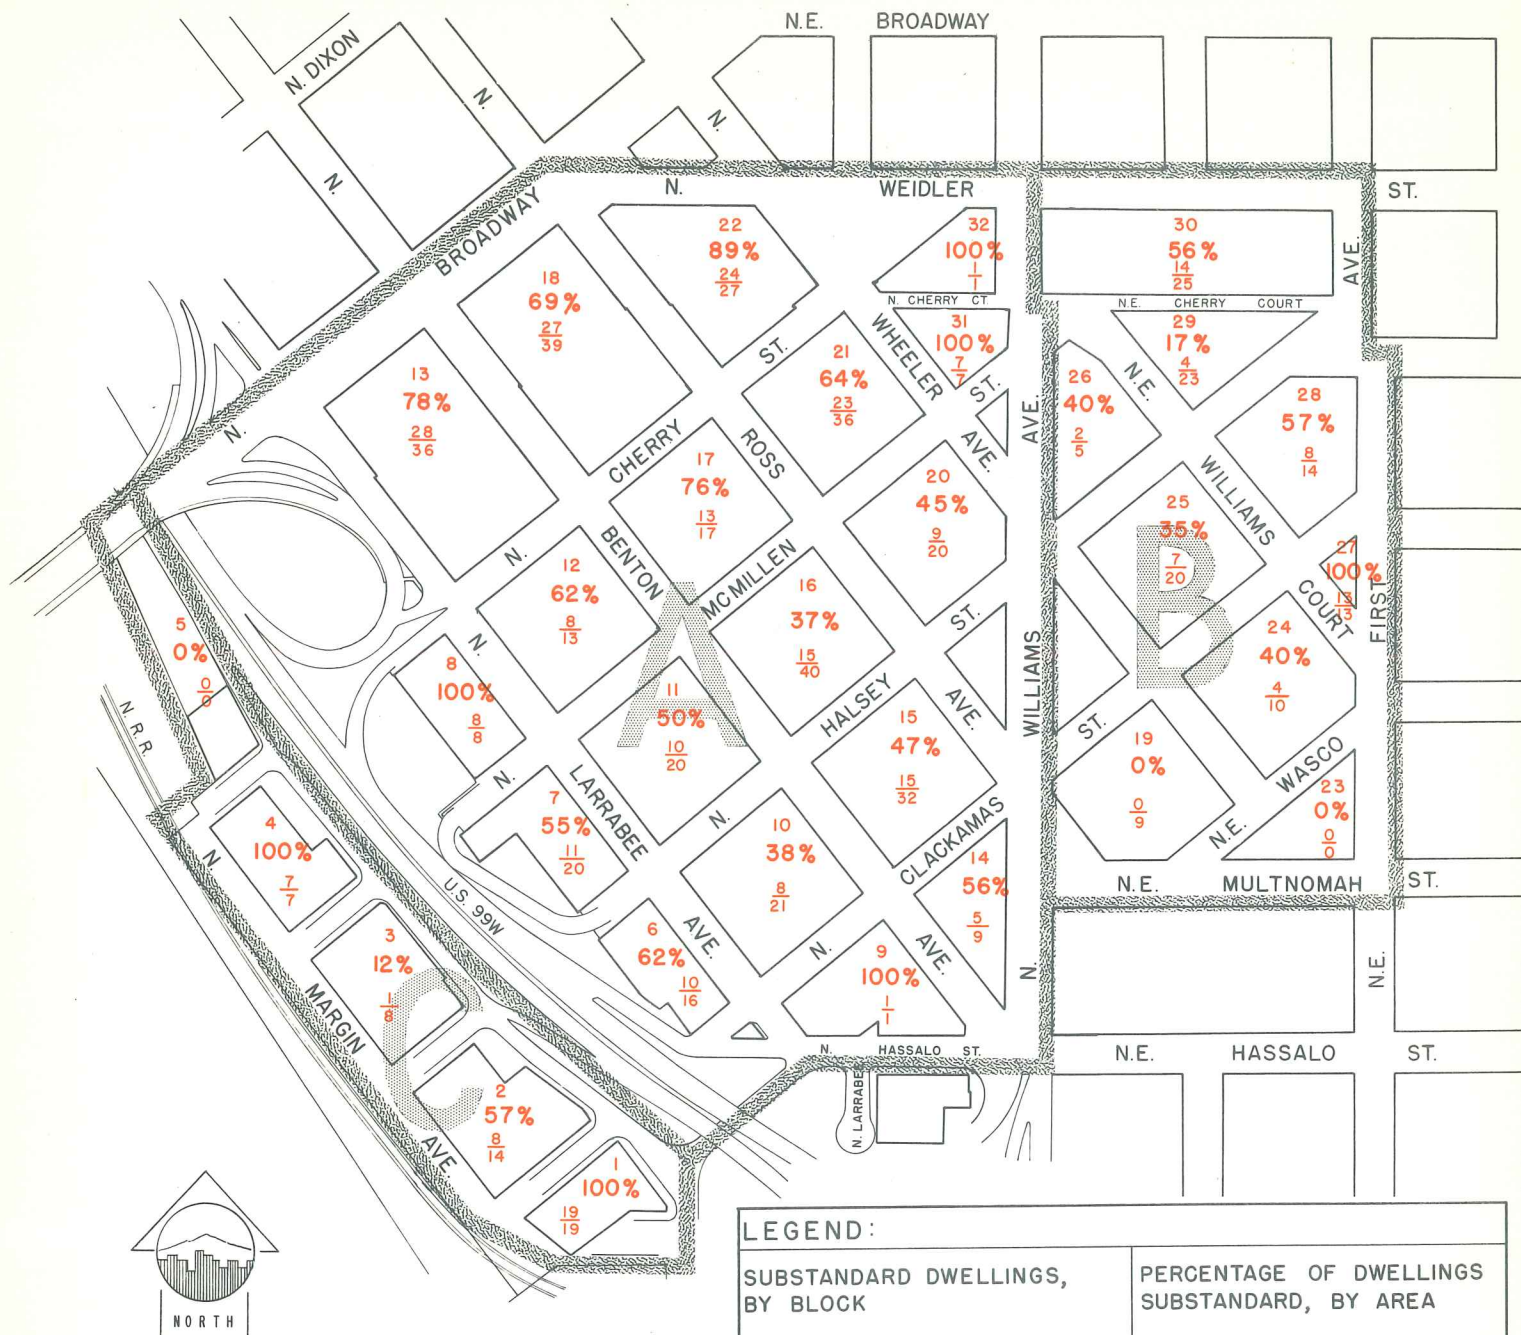 N.E. BROADWAY
N. DIXON
N.
N.
N.
N. WEIDLER ST.
N. BROADWAY
22
89%
24
27
32
100%
1
1
30
56%
14
25
AVE.
18
69%
27
39
N. CHERRY CT.
N.E. CHERRY COURT
31
100%
7
7
29
17%
4
23
WHEELER
ST.
ST.
21
64%
23
36
13
78%
28
36
26
40%
2
5
N.E.
28
57%
8
14
AVE.
CHERRY
ROSS
AVE.
17
76%
13
17
20
45%
9
20
25
35%
7
20
WILLIAMS
COURT
27
100%
13
13
FIRST
N.
BENTON
MCMILLEN
12
62%
8
13
16
37%
15
40
ST.
A
B
5
0%
0
0
N.
8
100%
8
8
24
40%
4
10
WILLIAMS
11
50%
10
20
HALSEY
AVE.
15
47%
15
32
ST.
19
0%
0
9
WASCO
N.E.
23
0%
0
0
N.R.R.
N.
LARRABEE
7
55%
11
20
N.
10
38%
8
21
CLACKAMAS
14
56%
5
9
4
100%
7
7
N.
U.S. 99W
N.E. MULTNOMAH ST.
3
12%
1
8
C
6
62%
10
16
AVE.
N.
9
100%
1
1
AVE.
N.
N.E.
MARGIN
AVE.
N. HASSALO ST.
N.E. HASSALO ST.
N. LARRABEE
2
57%
8
14
1
100%
19
19
NORTH
LEGEND:
SUBSTANDARD DWELLINGS,
BY BLOCK
PERCENTAGE OF DWELLINGS
SUBSTANDARD, BY AREA